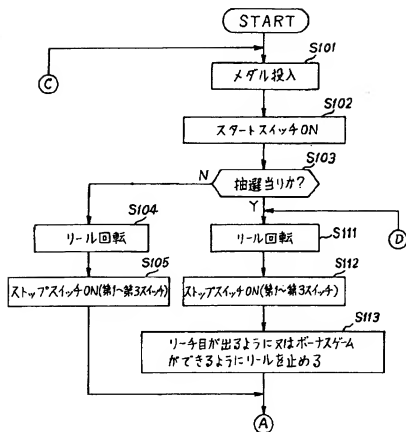 START
S101
C
メダル投入
S102
スタートスイッチON
S103
抽選当りか?
N
Y
S104
D
リール回転
リール回転
S111
S105
S112
ストップスイッチON(第1~第3スイッチ)
ストップスイッチON(第1~第3スイッチ)
S113
リーチ目が出るように又はボーナスゲーム
ができるようにリールを止める
A